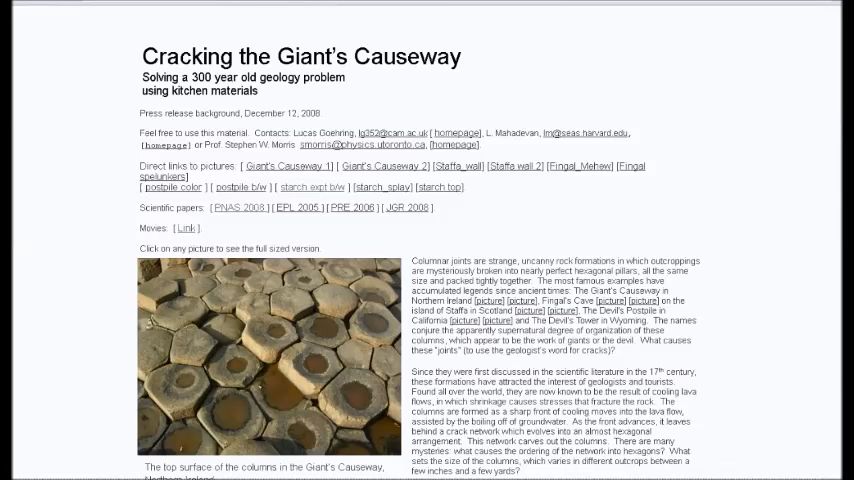 Cracking the Giant's Causeway
Solving a 300 year old geology problem
using kitchen materials
Press release background, December 12, 2008.
Feel free to use this material. Contacts: Lucas Goehring, lg352@cam.ac.uk [ homepage], L. Mahadevan, lm@seas.harvard.edu,
[homepage] or Prof. Stephen W. Morris smorris@physics.utoronto.ca, [homepage].
Direct links to pictures: [ Giant's Causeway 1] [ Giant's Causeway 2] [Staffa_wall] [Staffa wall 2] [Fingal_Mehew] [Fingal
spelunkers]
[ postpile color ] [ postpile b/w ] [ starch expt b/w ] [starch_splay] [starch top]
Scientific papers: [ PNAS 2008 ] [ EPL 2005 ] [ PRE 2006 ] [ JGR 2008 ].
Movies: [ Link ].
Click on any picture to see the full sized version.
Columnar joints are strange, uncanny rock formations in which outcroppings
are mysteriously broken into nearly perfect hexagonal pillars, all the same
size and packed tightly together. The most famous examples have
accumulated legends since ancient times: The Giant's Causeway in
Northern Ireland [picture] [picture], Fingal's Cave [picture] [picture] on the
island of Staffa in Scotland [picture] [picture], The Devil's Postpile in
California [picture] [picture] and The Devil's Tower in Wyoming. The names
conjure the apparently supernatural degree of organization of these
columns, which appear to be the work of giants or the devil. What causes
these "joints" (to use the geologist's word for cracks)?
Since they were first discussed in the scientific literature in the 17th century,
these formations have attracted the interest of geologists and tourists.
Found all over the world, they are now known to be the result of cooling lava
flows, in which shrinkage causes stresses that fracture the rock. The
columns are formed as a sharp front of cooling moves into the lava flow,
assisted by the boiling off of groundwater. As the front advances, it leaves
behind a crack network which evolves into an almost hexagonal
arrangement. This network carves out the columns. There are many
mysteries: what causes the ordering of the network into hexagons? What
sets the size of the columns, which varies in different outcrops between a
few inches and a few yards?
The top surface of the columns in the Giant's Causeway,
Northern Ireland